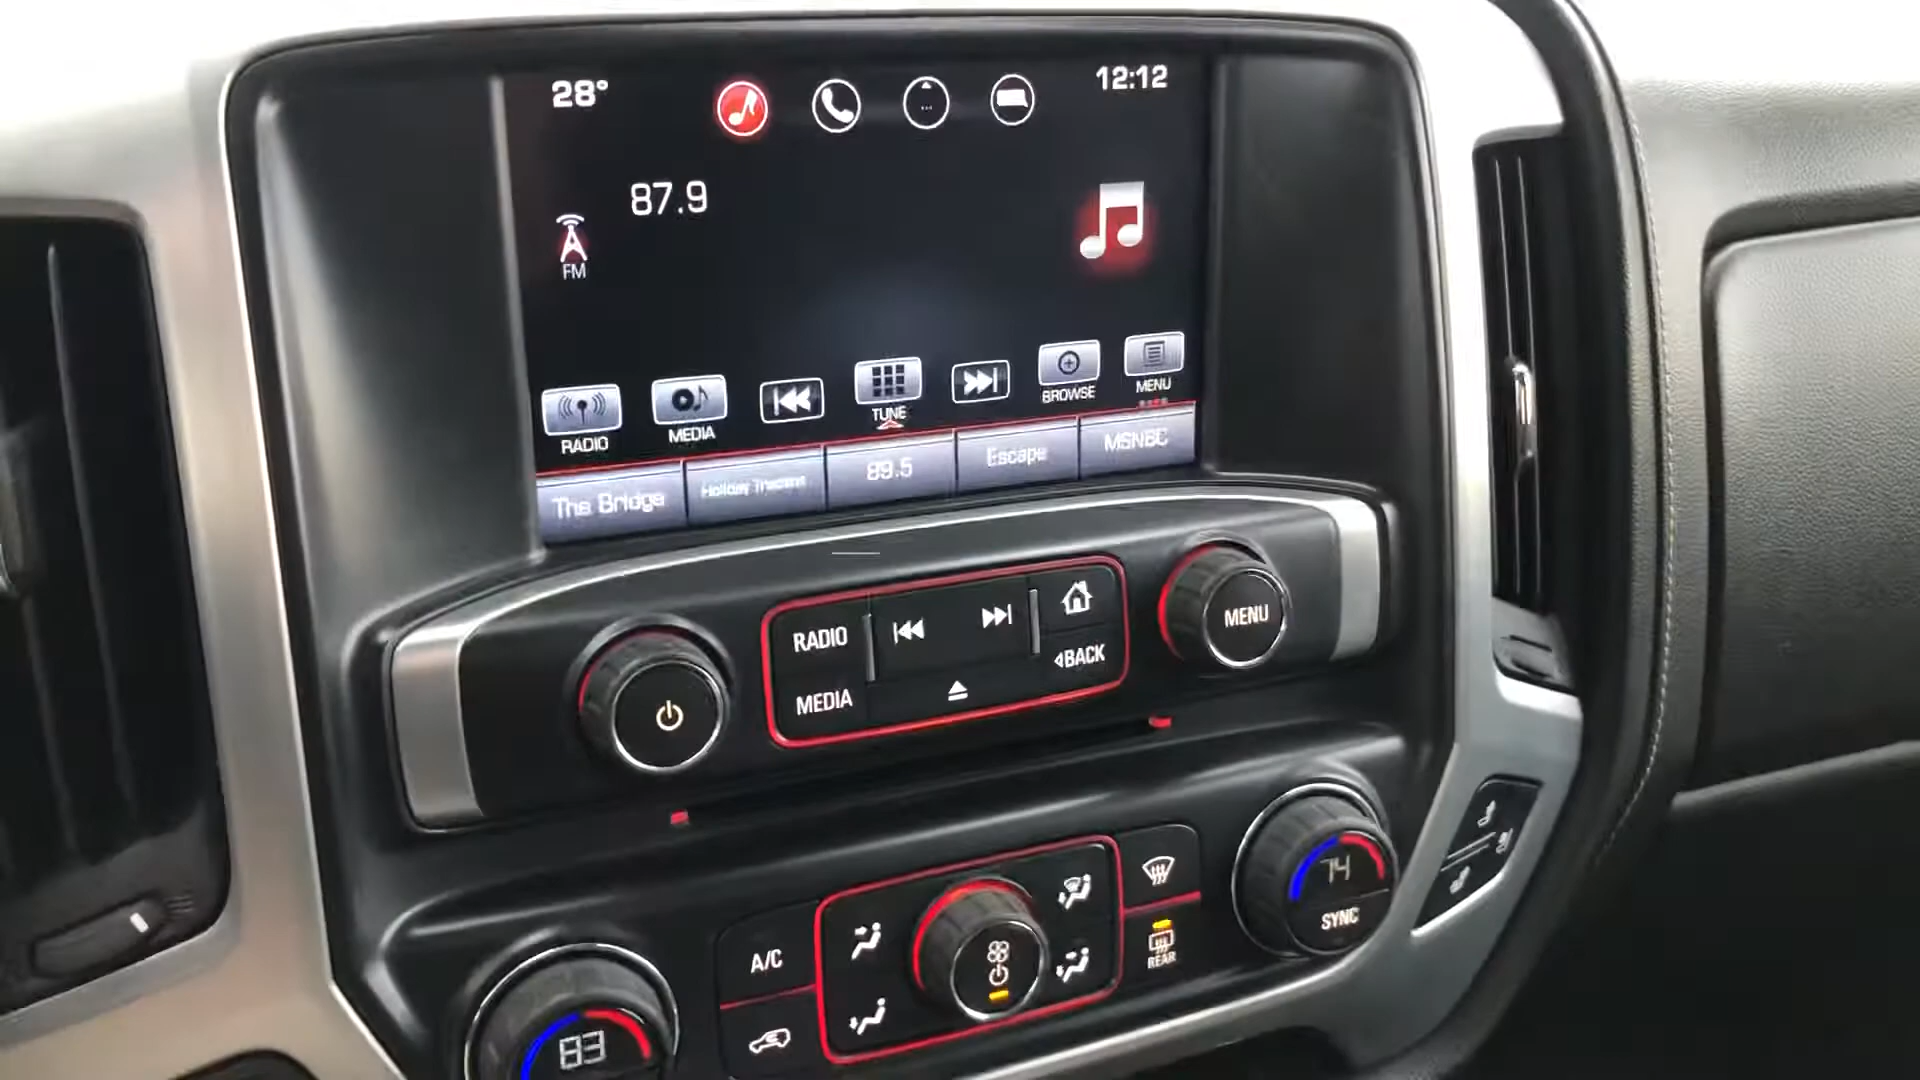 28°
12:12
87.9
FM
RADIO
MEDIA
TUNE
BROWSE
MENU
The Bridge
Holiday Tradtns
89.5
Escape
MSNBC
RADIO
MEDIA
BACK
MENU
A/C
REAR
74
SYNC
83